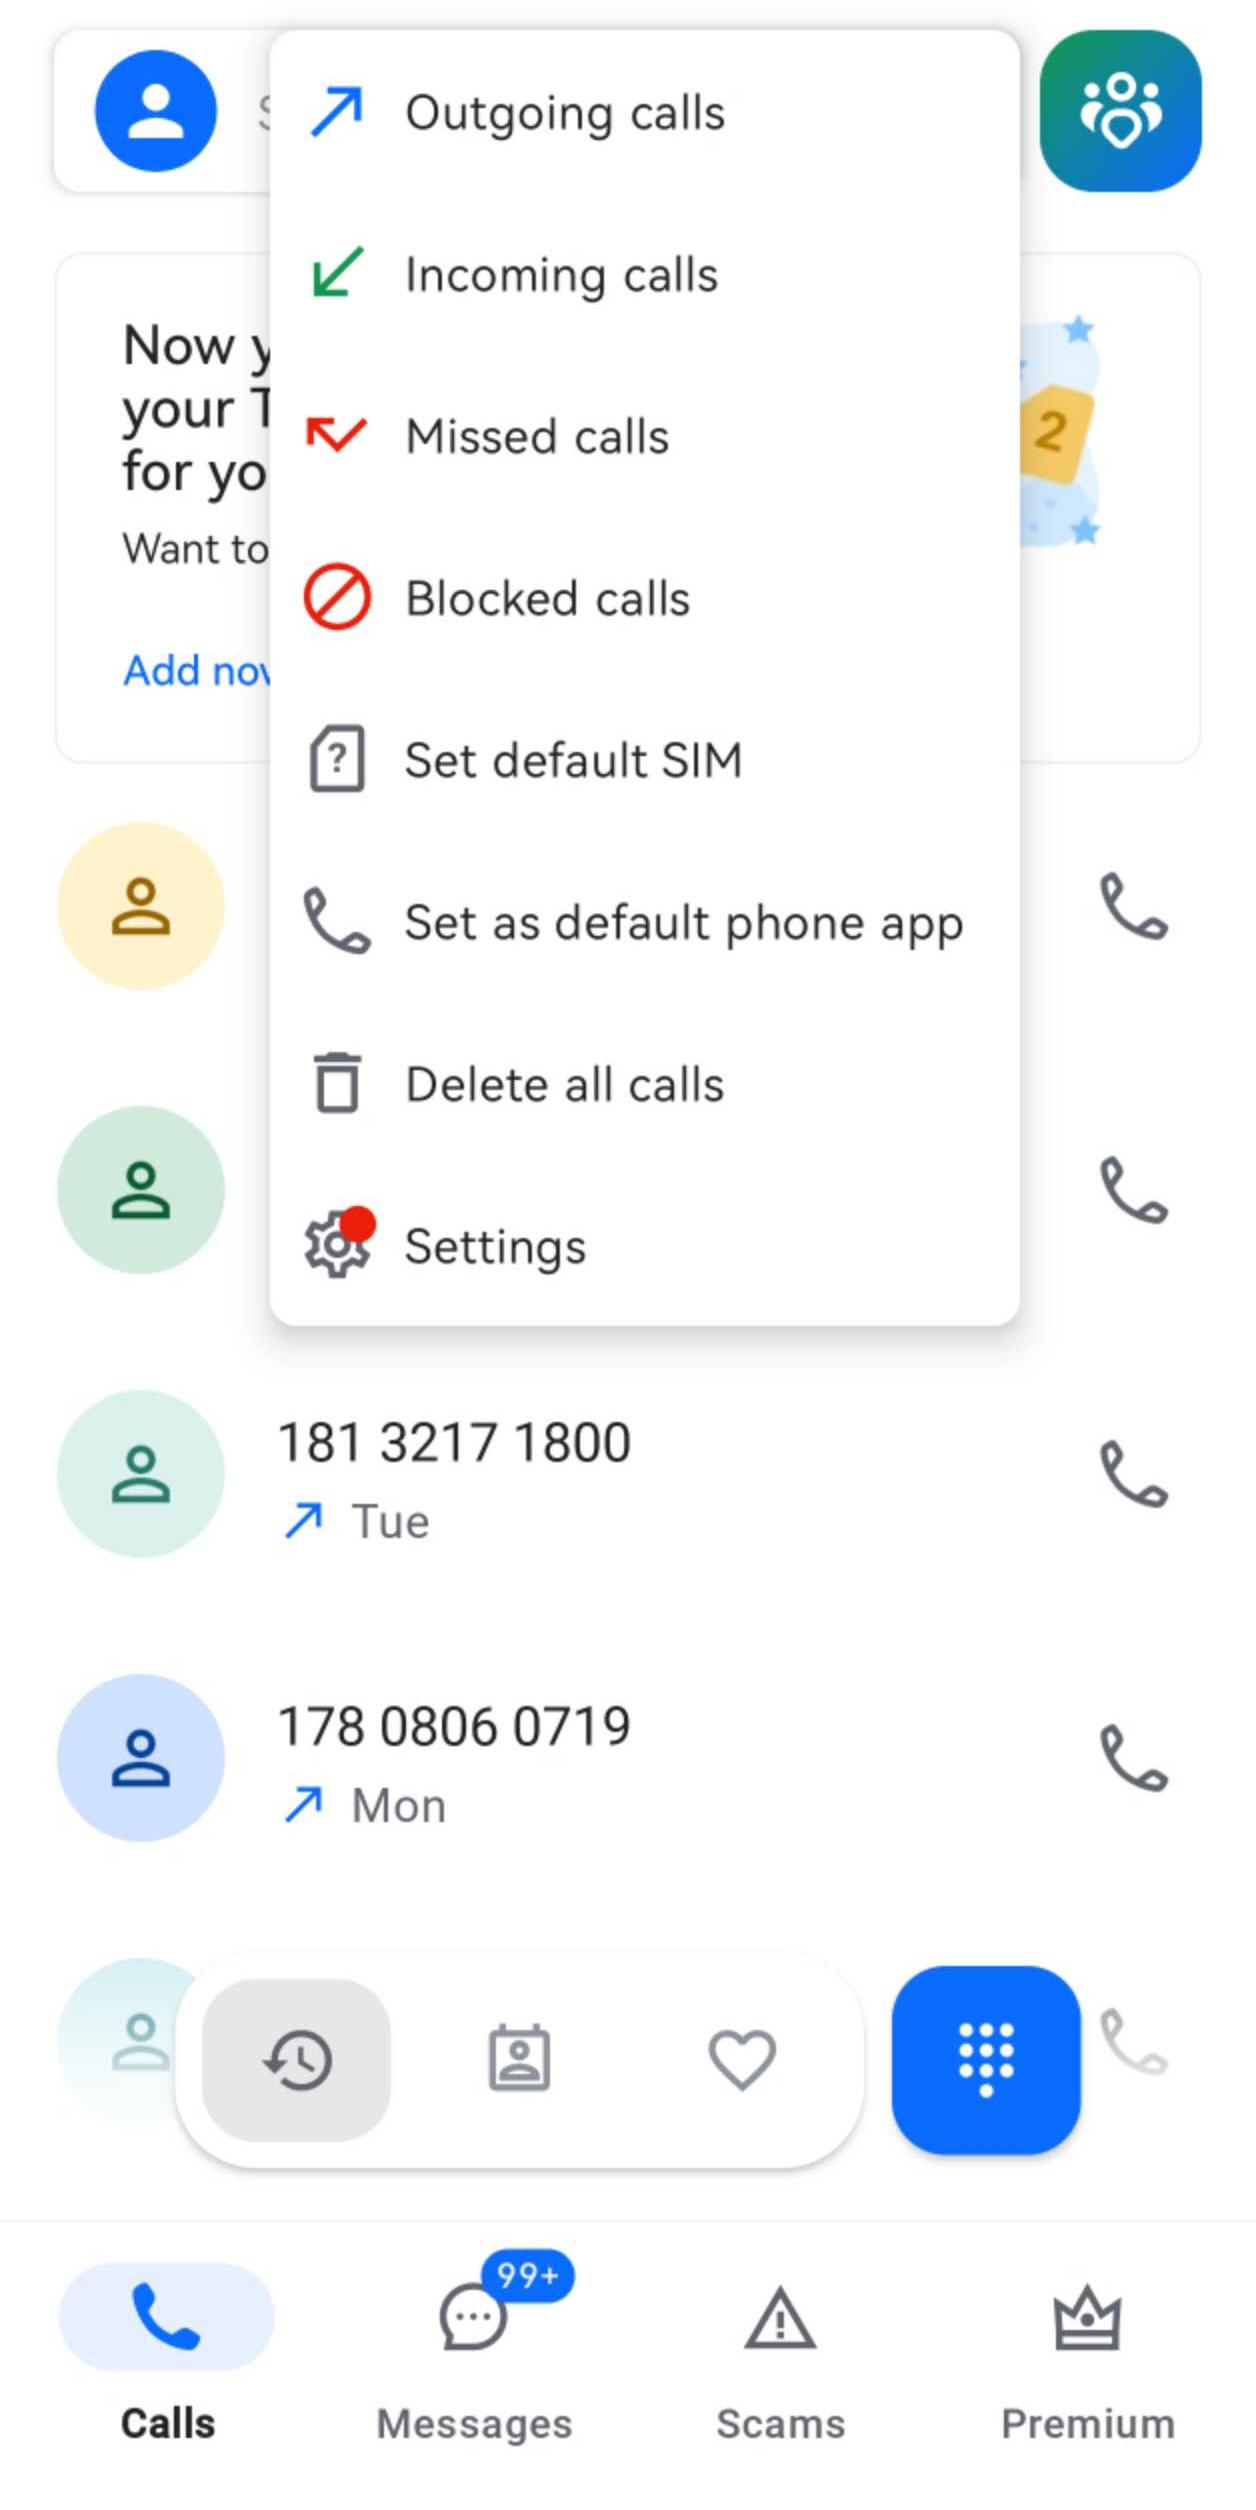 Outgoing calls
Incoming calls
Missed calls
Blocked calls
Set default SIM
Set as default phone app
Delete all calls
Settings
Now
your
for
Want to
Add
2
181 3217 1800
Tue
178 0806 0719
Mon
99+
Calls
Messages
Scams
Premium